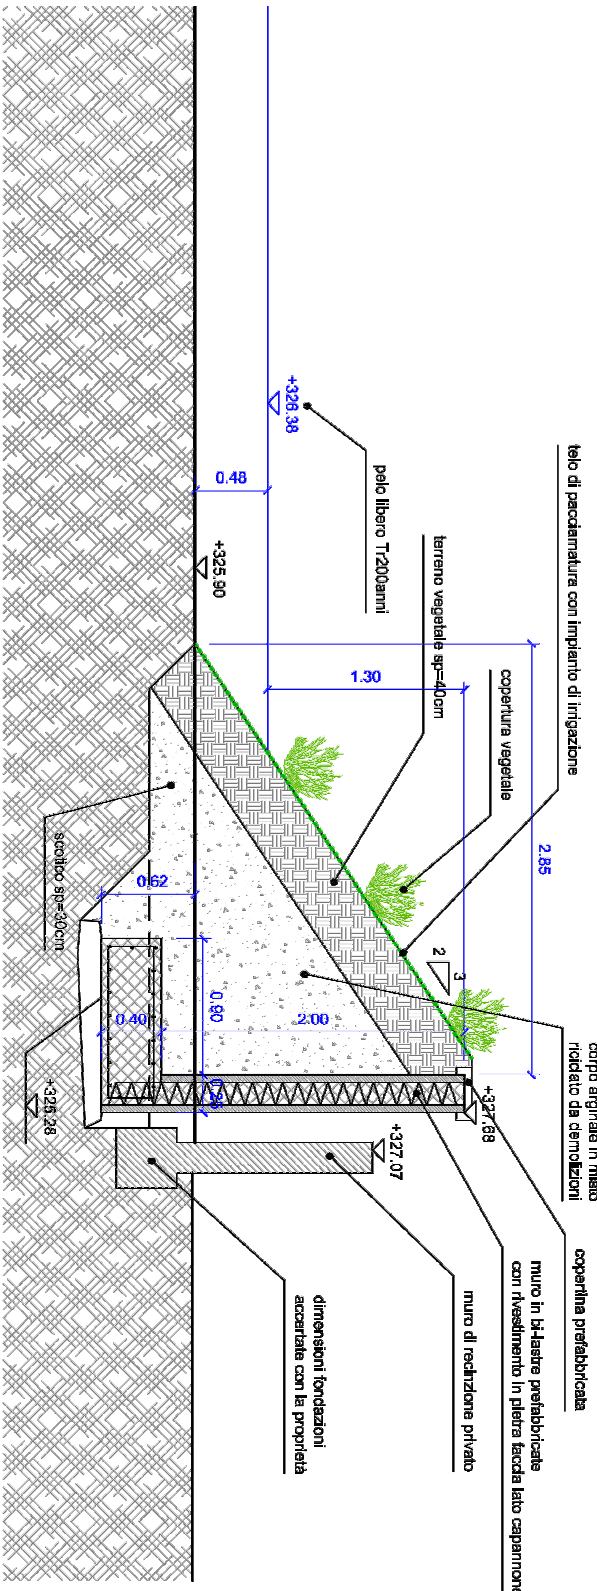 telo di pacciamatura con impianto di irrigazione
copertura vegetale
terreno vegetale sp=40cm
pelo libero Tr200anni
+326.38
0.48
+325.90
1.30
2.85
2
3
scotico sp=30cm
0.62
0.90
0.40
2.00
0.25
+325.28
+327.68
+327.07
corpo arginale in misto
riciclato da demolizioni
copertina prefabbricata
muro in bi-lastre prefabbricate
con rivestimento in pietra faccia lato capannone
muro di recinzione privato
dimensioni fondazioni
accertate con la proprietà